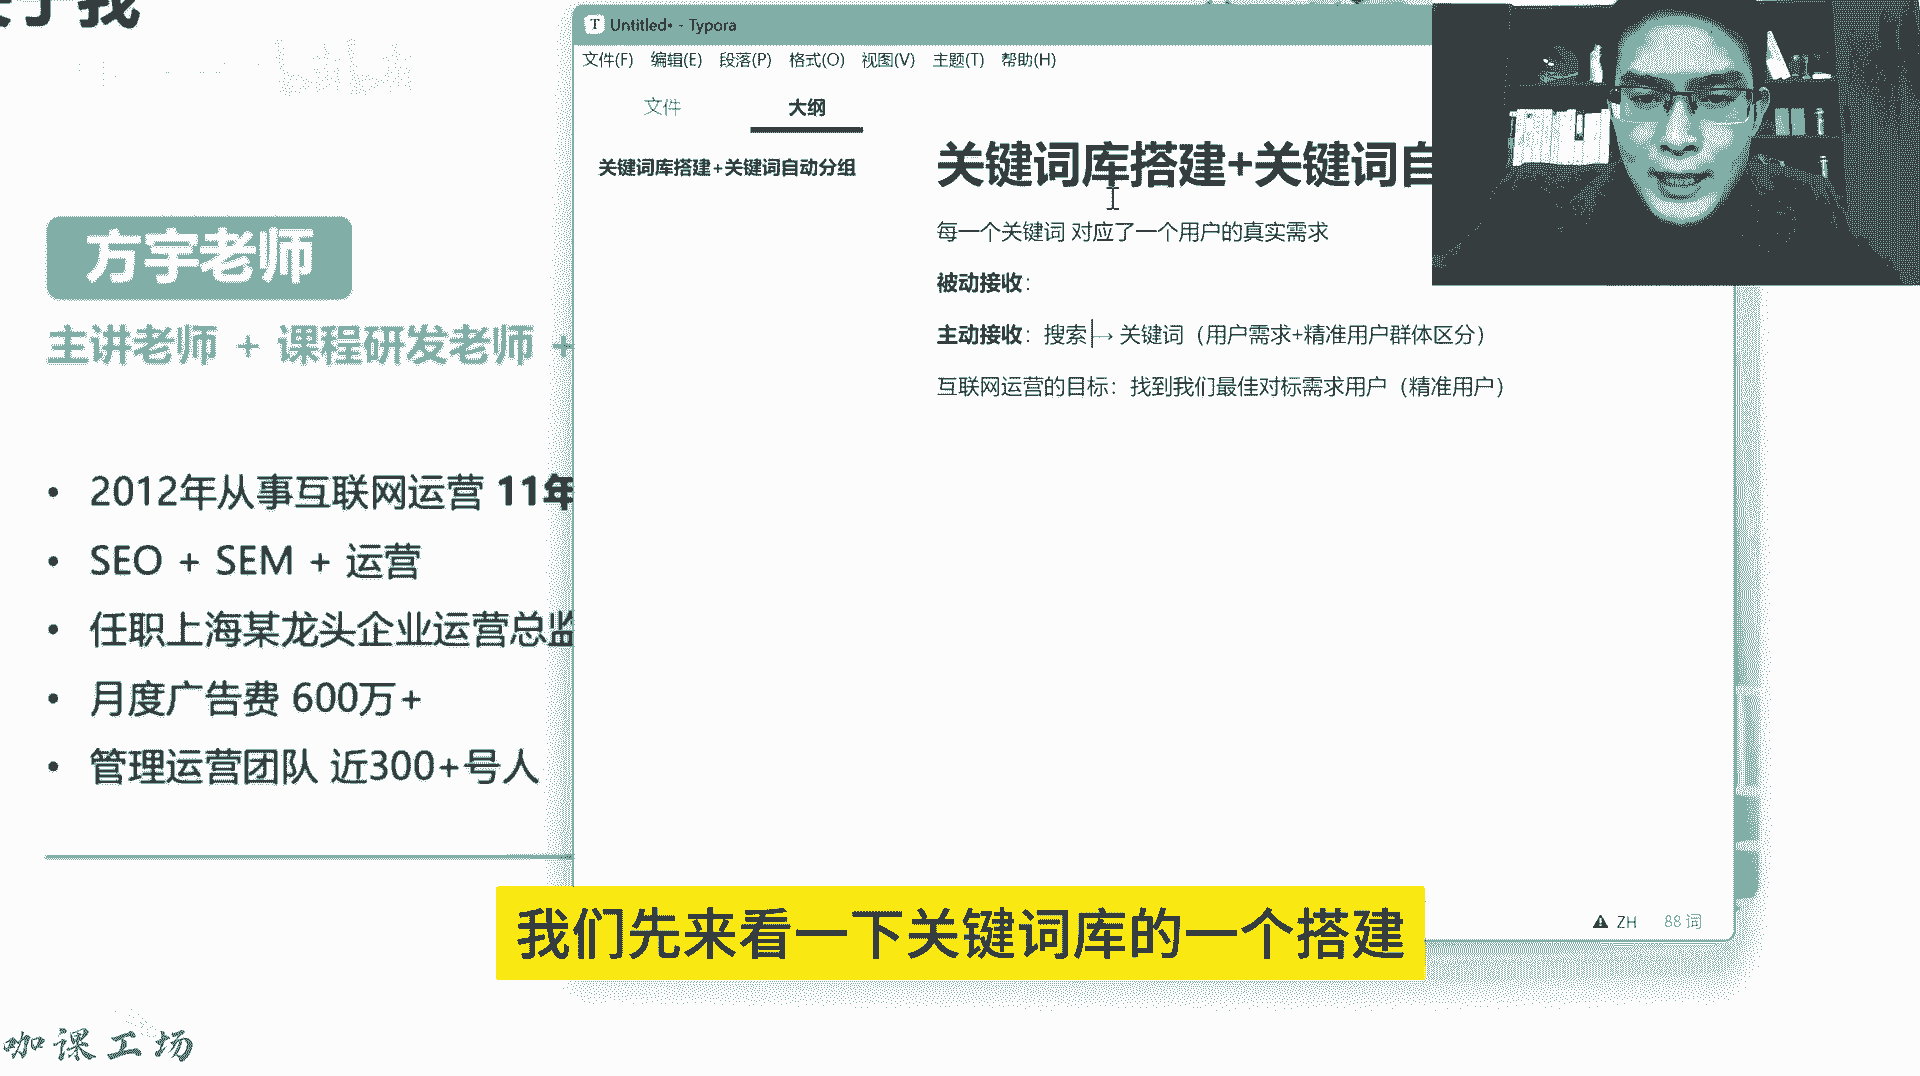 于我
方宇老师
主讲老师 + 课程研发老师 +
• 2012年从事互联网运营 11年
• SEO + SEM + 运营
• 任职上海某龙头企业运营总监
• 月度广告费 600万+
• 管理运营团队 近300+号人
咖课工场
Untitled• - Typora
文件(F) 编辑(E) 段落(P) 格式(O) 视图(V) 主题(T) 帮助(H)
文件 大纲
关键词库搭建+关键词自动分组
关键词库搭建+关键词自
每一个关键词 对应了一个用户的真实需求
被动接收：
主动接收：搜索 → 关键词（用户需求+精准用户群体区分）
互联网运营的目标：找到我们最佳对标需求用户（精准用户）
ZH 88 词
我们先来看一下关键词库的一个搭建